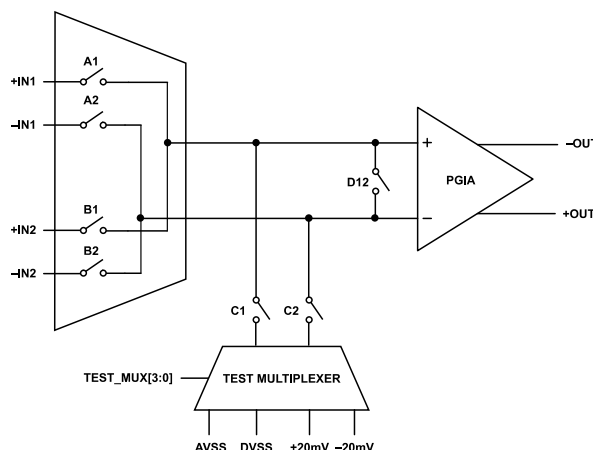 A1
+IN1
A2
–IN1
+
–OUT
D12
PGIA
B1
+IN2
–
+OUT
B2
–IN2
C1
C2
TEST_MUX[3:0]
TEST MULTIPLEXER
AVSS DVSS +20mV –20mV